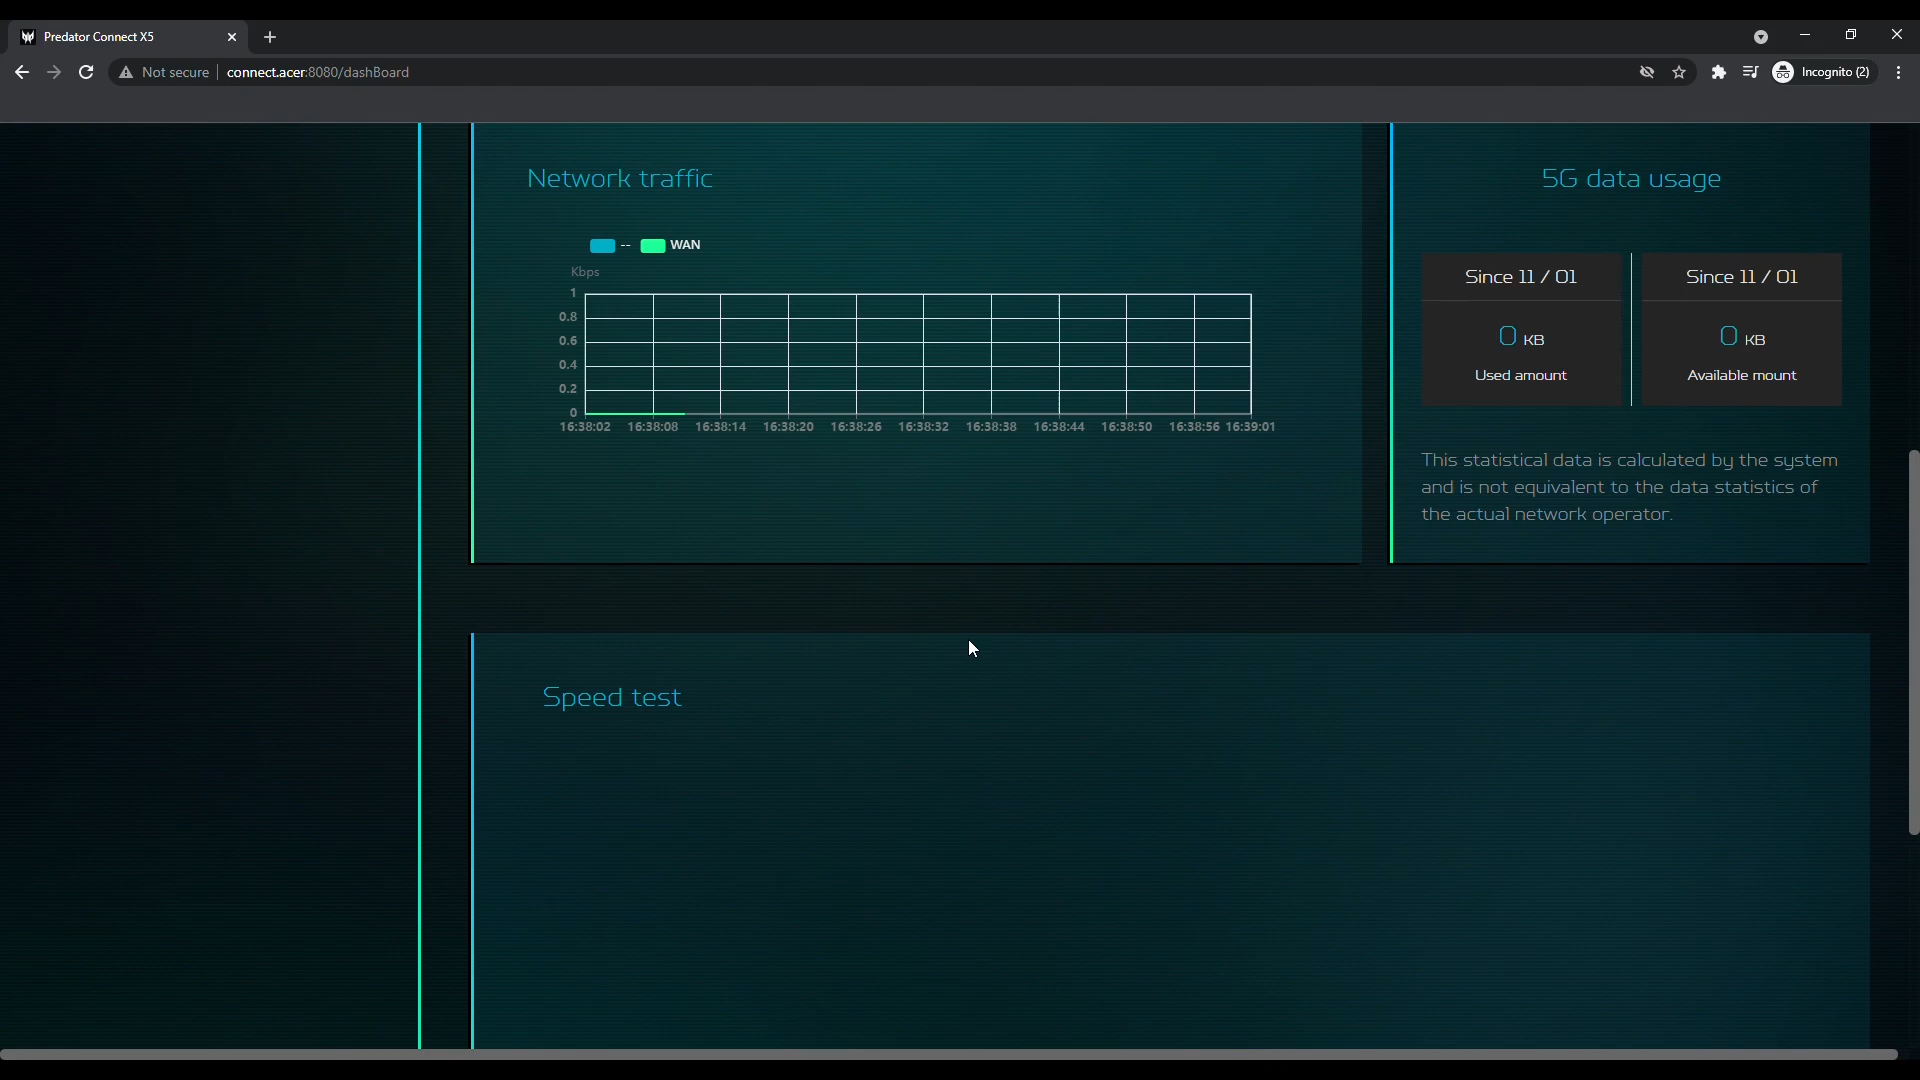 Predator Connect X5
Not secure
connect.acer:8080/dashBoard
Incognito (2)
Network traffic
-- WAN
Kbps
1
0.8
0.6
0.4
0.2
0
16:38:02 16:38:08 16:38:14 16:38:20 16:38:26 16:38:32 16:38:38 16:38:44 16:38:50 16:38:56 16:39:01
5G data usage
Since 11 / 01
0 KB
Used amount
Since 11 / 01
0 KB
Available mount
This statistical data is calculated by the system
and is not equivalent to the data statistics of
the actual network operator.
Speed test